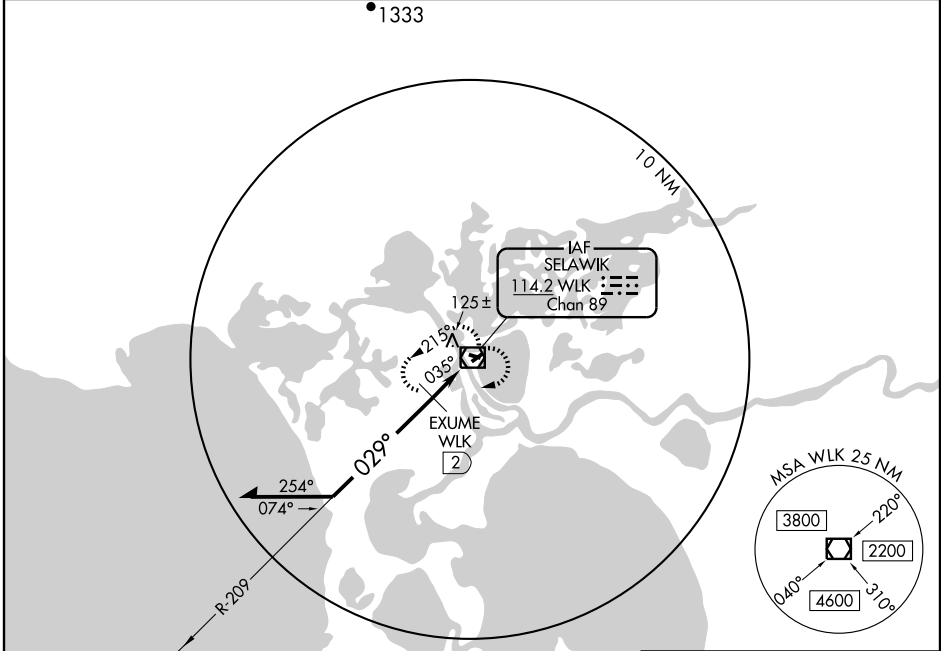 1333
10 NM
IAF
SELAWIK
114.2 WLK
Chan 89
125 ±
215°
035°
EXUME
WLK
2
029°
254°
074°
R-209
MSA WLK 25 NM
3800
220°
2200
040°
4600
310°